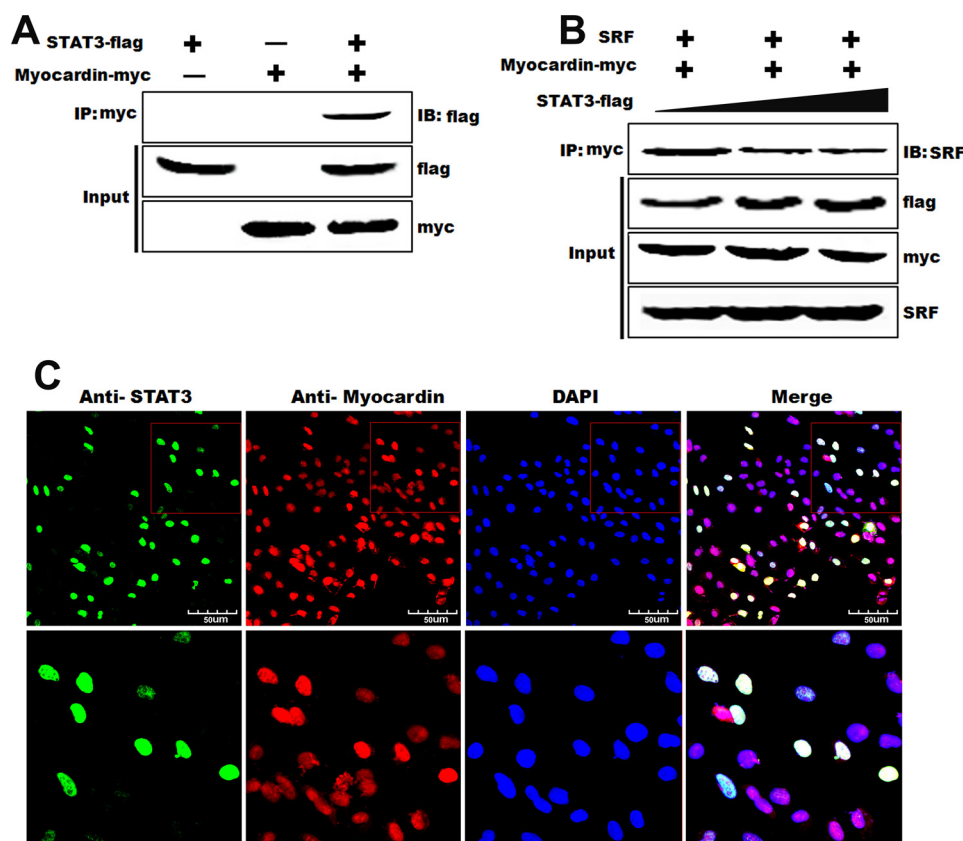 A
STAT3-flag + — +
Myocardin-myc — + +
IP:myc IB:flag
Input flag
myc
B
SRF + + +
Myocardin-myc + + +
STAT3-flag
IP:myc IB:SRF
flag
Input myc
SRF
C
Anti- STAT3 Anti- Myocardin DAPI Merge
50um 50um 50um 50um